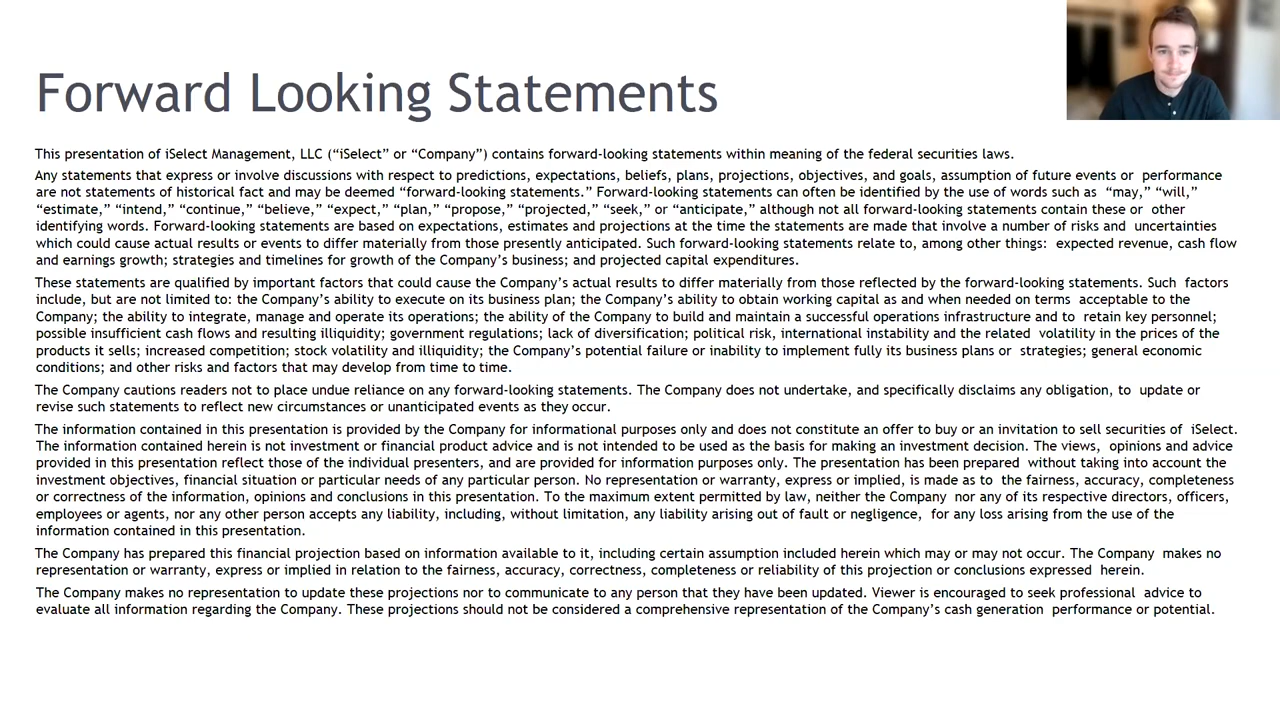 Forward Looking Statements
This presentation of iSelect Management, LLC (“iSelect” or “Company”) contains forward-looking statements within meaning of the federal securities laws.
Any statements that express or involve discussions with respect to predictions, expectations, beliefs, plans, projections, objectives, and goals, assumption of future events or performance
are not statements of historical fact and may be deemed “forward-looking statements.” Forward-looking statements can often be identified by the use of words such as “may,” “will,”
“estimate,” “intend,” “continue,” “believe,” “expect,” “plan,” “propose,” “projected,” “seek,” or “anticipate,” although not all forward-looking statements contain these or other
identifying words. Forward-looking statements are based on expectations, estimates and projections at the time the statements are made that involve a number of risks and uncertainties
which could cause actual results or events to differ materially from those presently anticipated. Such forward-looking statements relate to, among other things: expected revenue, cash flow
and earnings growth; strategies and timelines for growth of the Company’s business; and projected capital expenditures.
These statements are qualified by important factors that could cause the Company’s actual results to differ materially from those reflected by the forward-looking statements. Such factors
include, but are not limited to: the Company’s ability to execute on its business plan; the Company’s ability to obtain working capital as and when needed on terms acceptable to the
Company; the ability to integrate, manage and operate its operations; the ability of the Company to build and maintain a successful operations infrastructure and to retain key personnel;
possible insufficient cash flows and resulting illiquidity; government regulations; lack of diversification; political risk, international instability and the related volatility in the prices of the
products it sells; increased competition; stock volatility and illiquidity; the Company’s potential failure or inability to implement fully its business plans or strategies; general economic
conditions; and other risks and factors that may develop from time to time.
The Company cautions readers not to place undue reliance on any forward-looking statements. The Company does not undertake, and specifically disclaims any obligation, to update or
revise such statements to reflect new circumstances or unanticipated events as they occur.
The information contained in this presentation is provided by the Company for informational purposes only and does not constitute an offer to buy or an invitation to sell securities of iSelect.
The information contained herein is not investment or financial product advice and is not intended to be used as the basis for making an investment decision. The views, opinions and advice
provided in this presentation reflect those of the individual presenters, and are provided for information purposes only. The presentation has been prepared without taking into account the
investment objectives, financial situation or particular needs of any particular person. No representation or warranty, express or implied, is made as to the fairness, accuracy, completeness
or correctness of the information, opinions and conclusions in this presentation. To the maximum extent permitted by law, neither the Company nor any of its respective directors, officers,
employees or agents, nor any other person accepts any liability, including, without limitation, any liability arising out of fault or negligence, for any loss arising from the use of the
information contained in this presentation.
The Company has prepared this financial projection based on information available to it, including certain assumption included herein which may or may not occur. The Company makes no
representation or warranty, express or implied in relation to the fairness, accuracy, correctness, completeness or reliability of this projection or conclusions expressed herein.
The Company makes no representation to update these projections nor to communicate to any person that they have been updated. Viewer is encouraged to seek professional advice to
evaluate all information regarding the Company. These projections should not be considered a comprehensive representation of the Company’s cash generation performance or potential.